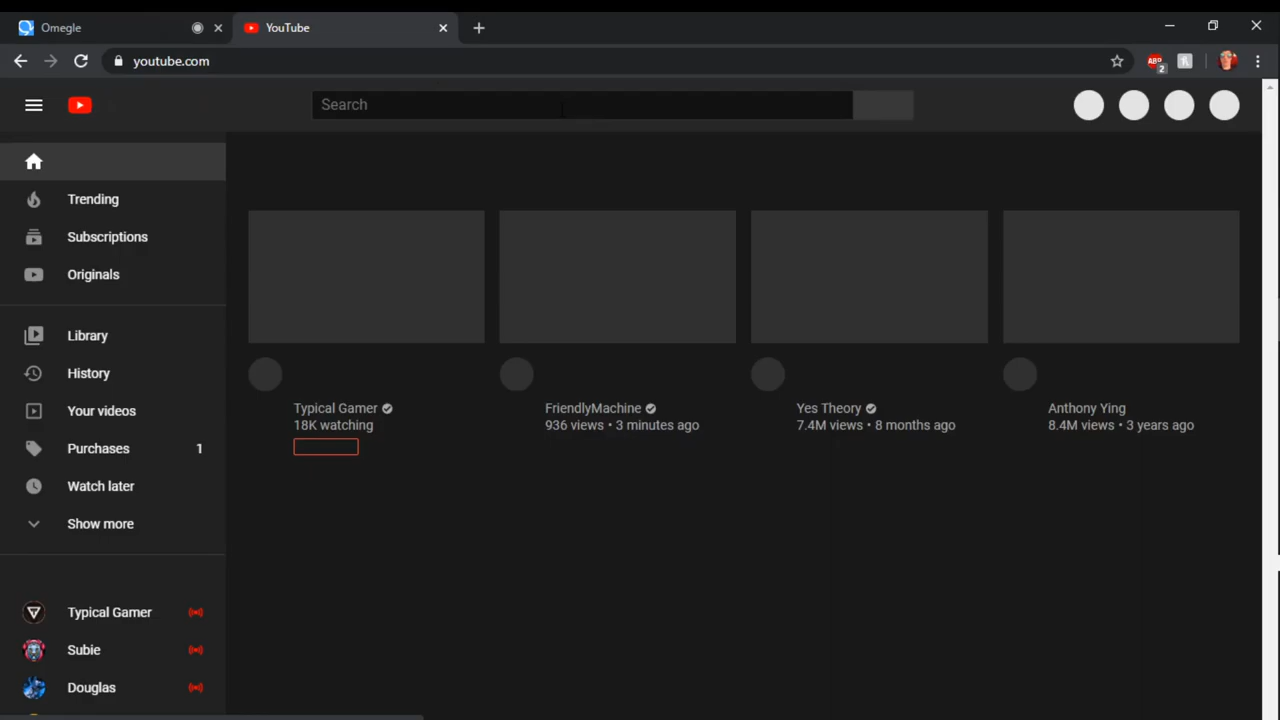 Omegle
YouTube
youtube.com
ABP
2
Search
Trending
Subscriptions
Originals
Library
History
Your videos
Purchases 1
Watch later
Show more
Typical Gamer
Subie
Douglas
Typical Gamer
18K watching
FriendlyMachine
936 views • 3 minutes ago
Yes Theory
7.4M views • 8 months ago
Anthony Ying
8.4M views • 3 years ago